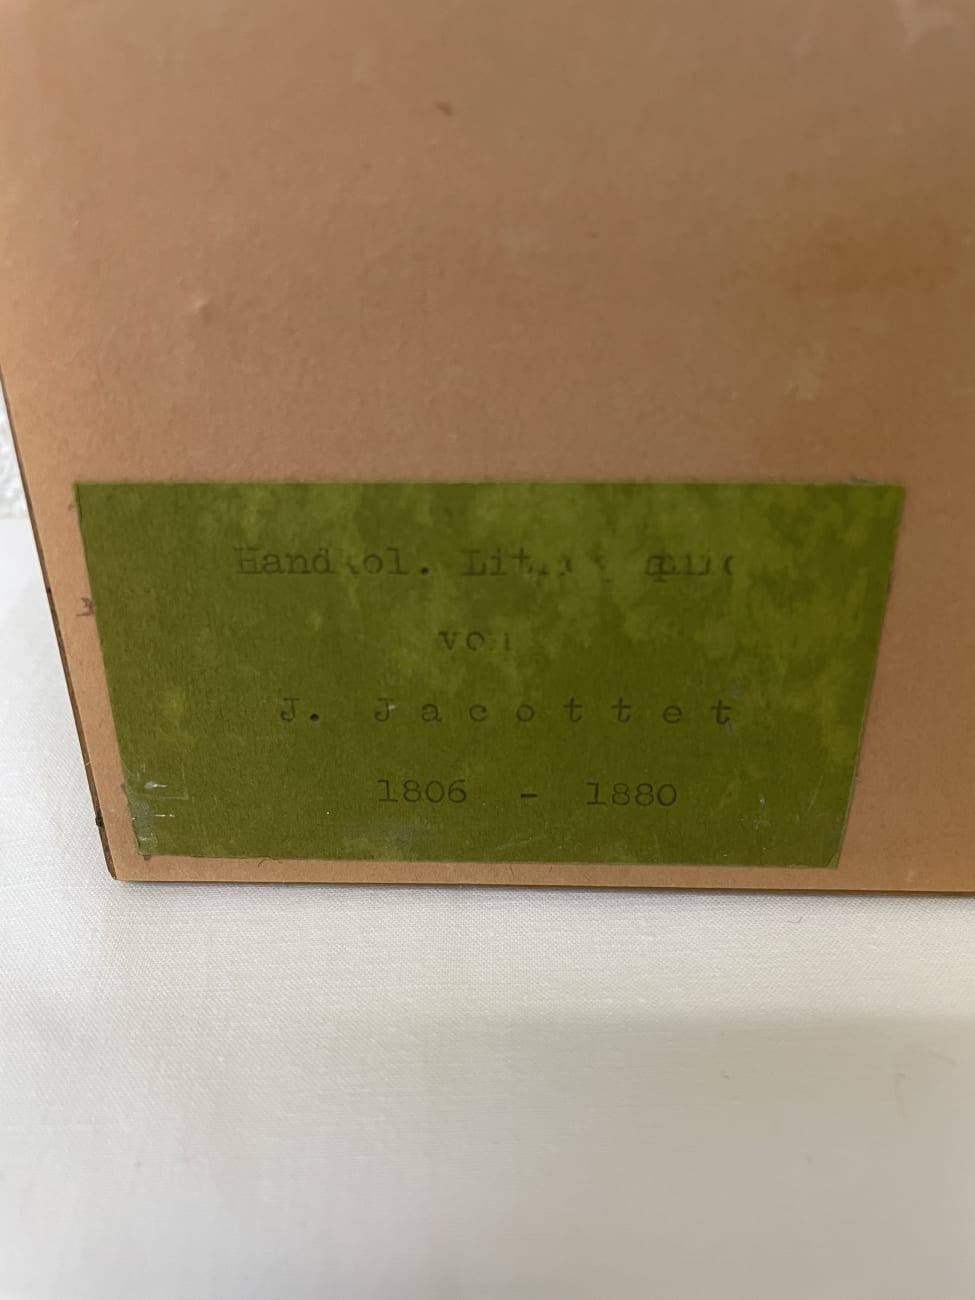 Handkol.
von
J. Jacottet
1806 - 1880